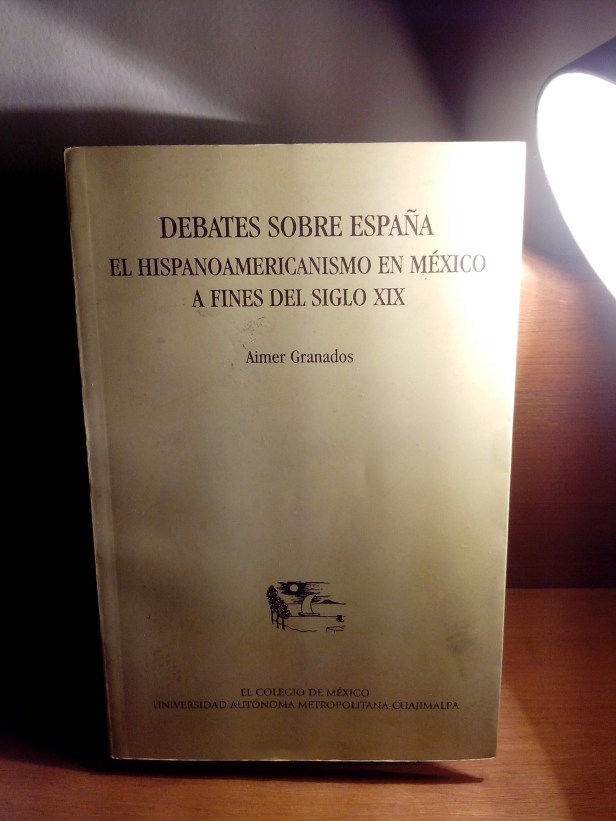 DEBATES SOBRE ESPAÑA
EL HISPANOAMERICANISMO EN MÉXICO
A FINES DEL SIGLO XIX
Aimer Granados
EL COLEGIO DE MÉXICO
UNIVERSIDAD AUTÓNOMA METROPOLITANA-CUAJIMALPA